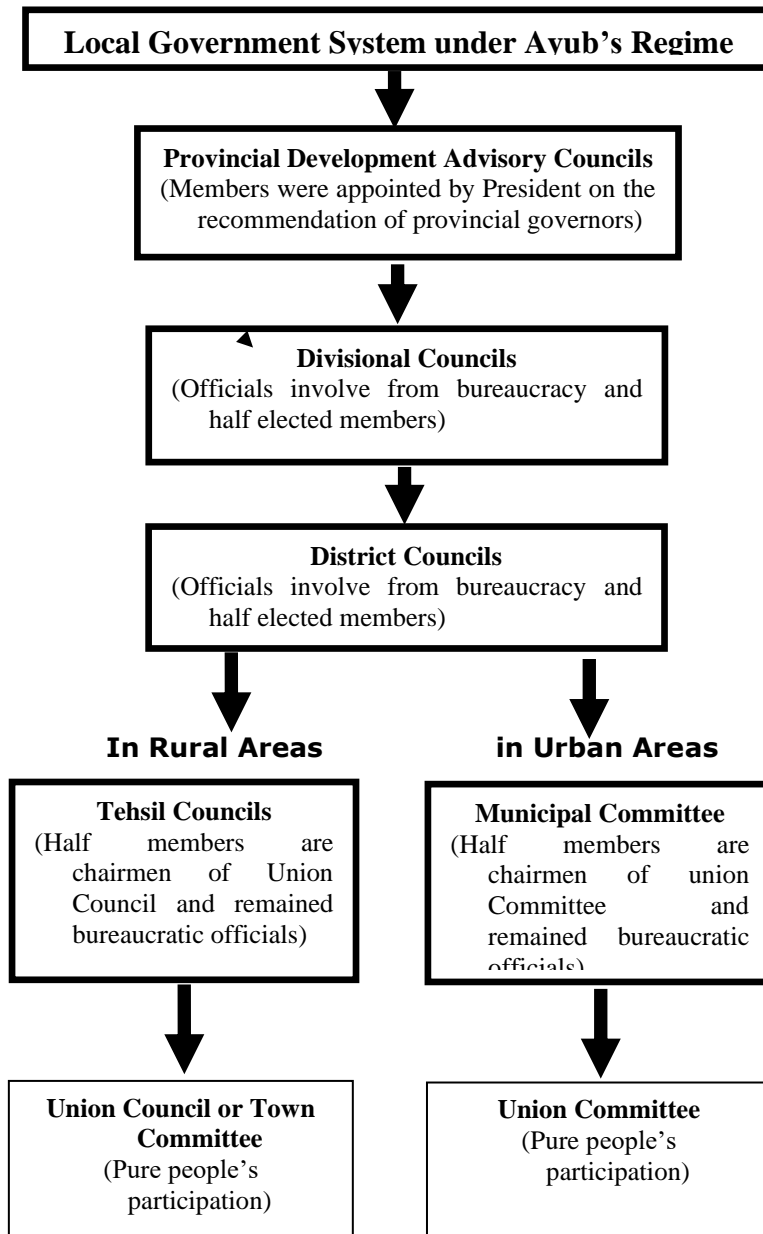 Local Government System under Ayub’s Regime
Provincial Development Advisory Councils
(Members were appointed by President on the
recommendation of provincial governors)
Divisional Councils
(Officials involve from bureaucracy and
half elected members)
District Councils
(Officials involve from bureaucracy and
half elected members)
In Rural Areas
in Urban Areas
Tehsil Councils
(Half members are
chairmen of Union
Council and remained
bureaucratic officials)
Municipal Committee
(Half members are
chairmen of union
Committee and
remained bureaucratic
officials)
Union Council or Town
Committee
(Pure people’s
participation)
Union Committee
(Pure people’s
participation)